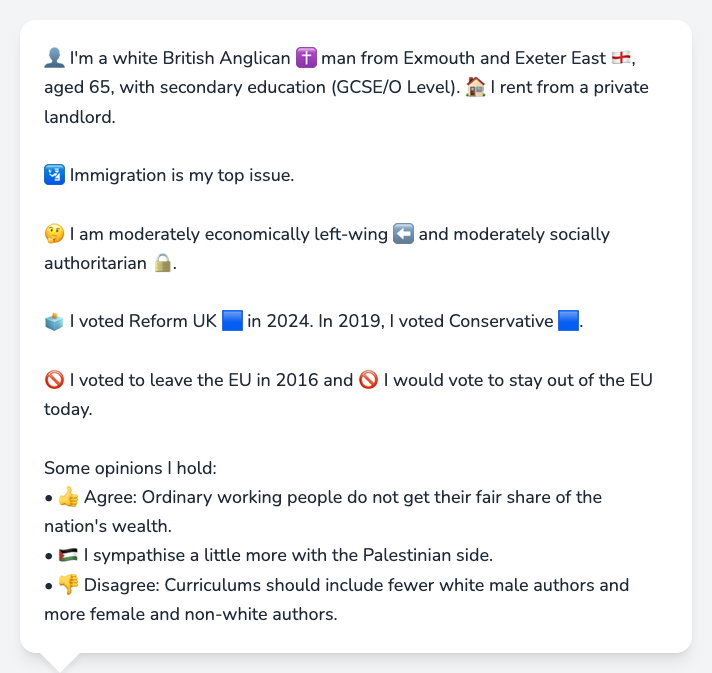 👤 I'm a white British Anglican ✝️ man from Exmouth and Exeter East 🏴󠁧󠁢󠁥󠁮󠁧󠁿,
aged 65, with secondary education (GCSE/O Level). 🏠 I rent from a private
landlord.
🛂 Immigration is my top issue.
🤔 I am moderately economically left-wing ⬅️ and moderately socially
authoritarian 🔒.
🗳️ I voted Reform UK 🟦 in 2024. In 2019, I voted Conservative 🟦.
🚫 I voted to leave the EU in 2016 and 🚫 I would vote to stay out of the EU
today.
Some opinions I hold:
• 👍 Agree: Ordinary working people do not get their fair share of the
nation's wealth.
• 🇵🇸 I sympathise a little more with the Palestinian side.
• 👎 Disagree: Curriculums should include fewer white male authors and
more female and non-white authors.